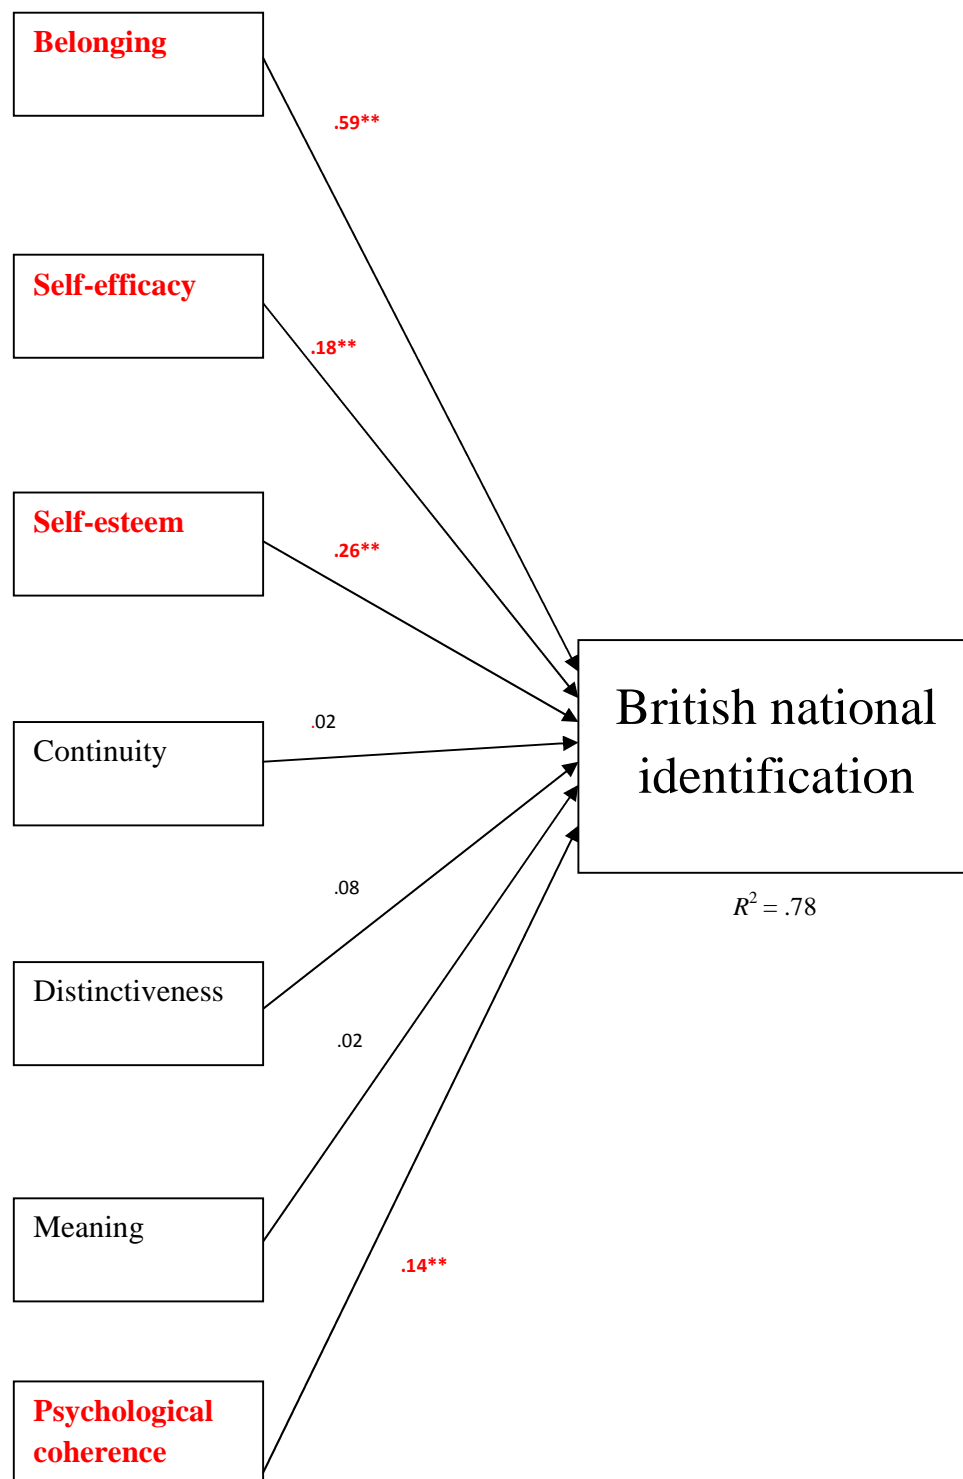 Belonging
.59**
Self-efficacy
.18**
Self-esteem
.26**
British national
identification
Continuity
.02
R² = .78
.08
Distinctiveness
.02
Meaning
.14**
Psychological
coherence